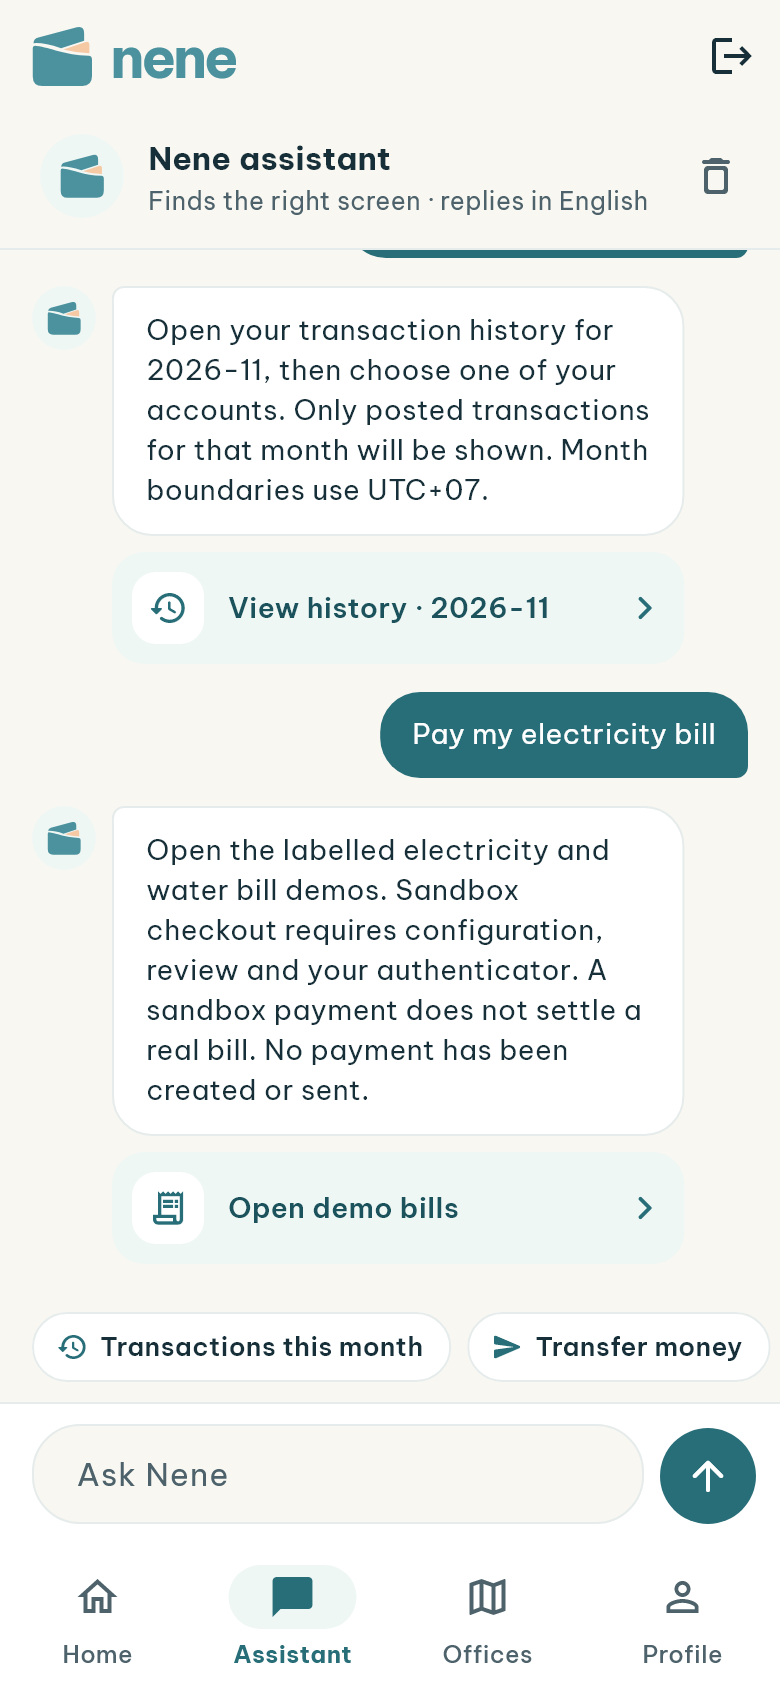 nene
Nene assistant
Finds the right screen · replies in English
Open your transaction history for
2026-11, then choose one of your
accounts. Only posted transactions
for that month will be shown. Month
boundaries use UTC+07.
View history · 2026-11
Pay my electricity bill
Open the labelled electricity and
water bill demos. Sandbox
checkout requires configuration,
review and your authenticator. A
sandbox payment does not settle a
real bill. No payment has been
created or sent.
Open demo bills
Transactions this month
Transfer money
Ask Nene
Home
Assistant
Offices
Profile